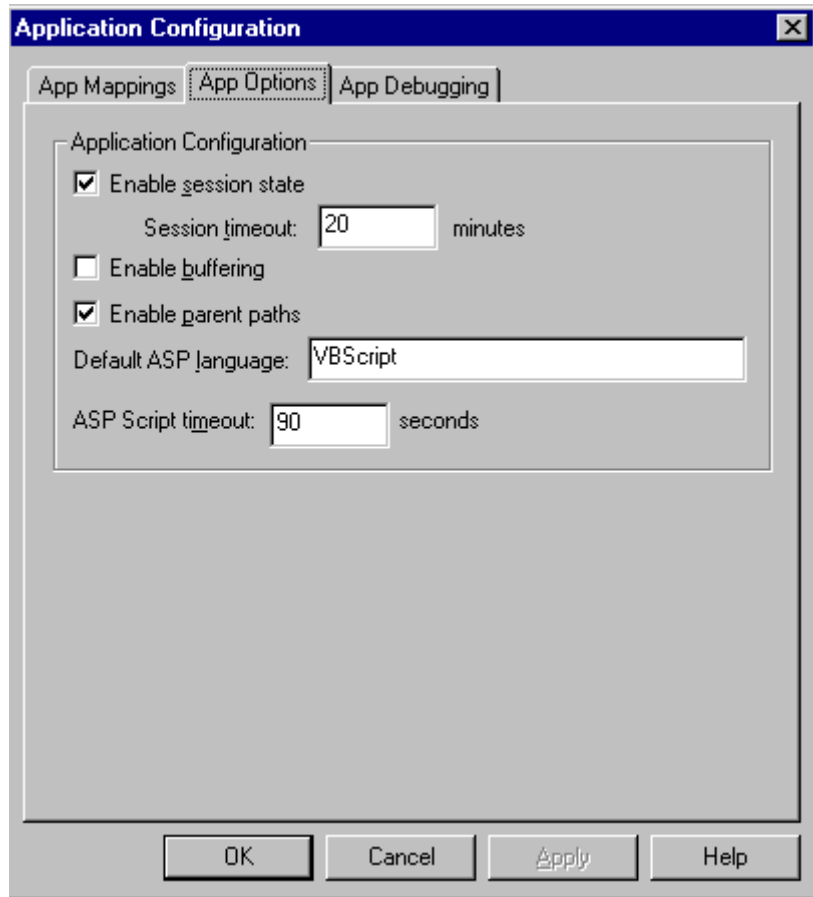 Application Configuration
App Mappings App Options App Debugging
Application Configuration
Enable session state
Session timeout: 20 minutes
Enable buffering
Enable parent paths
Default ASP language: VBScript
ASP Script timeout: 90 seconds
OK Cancel Apply Help